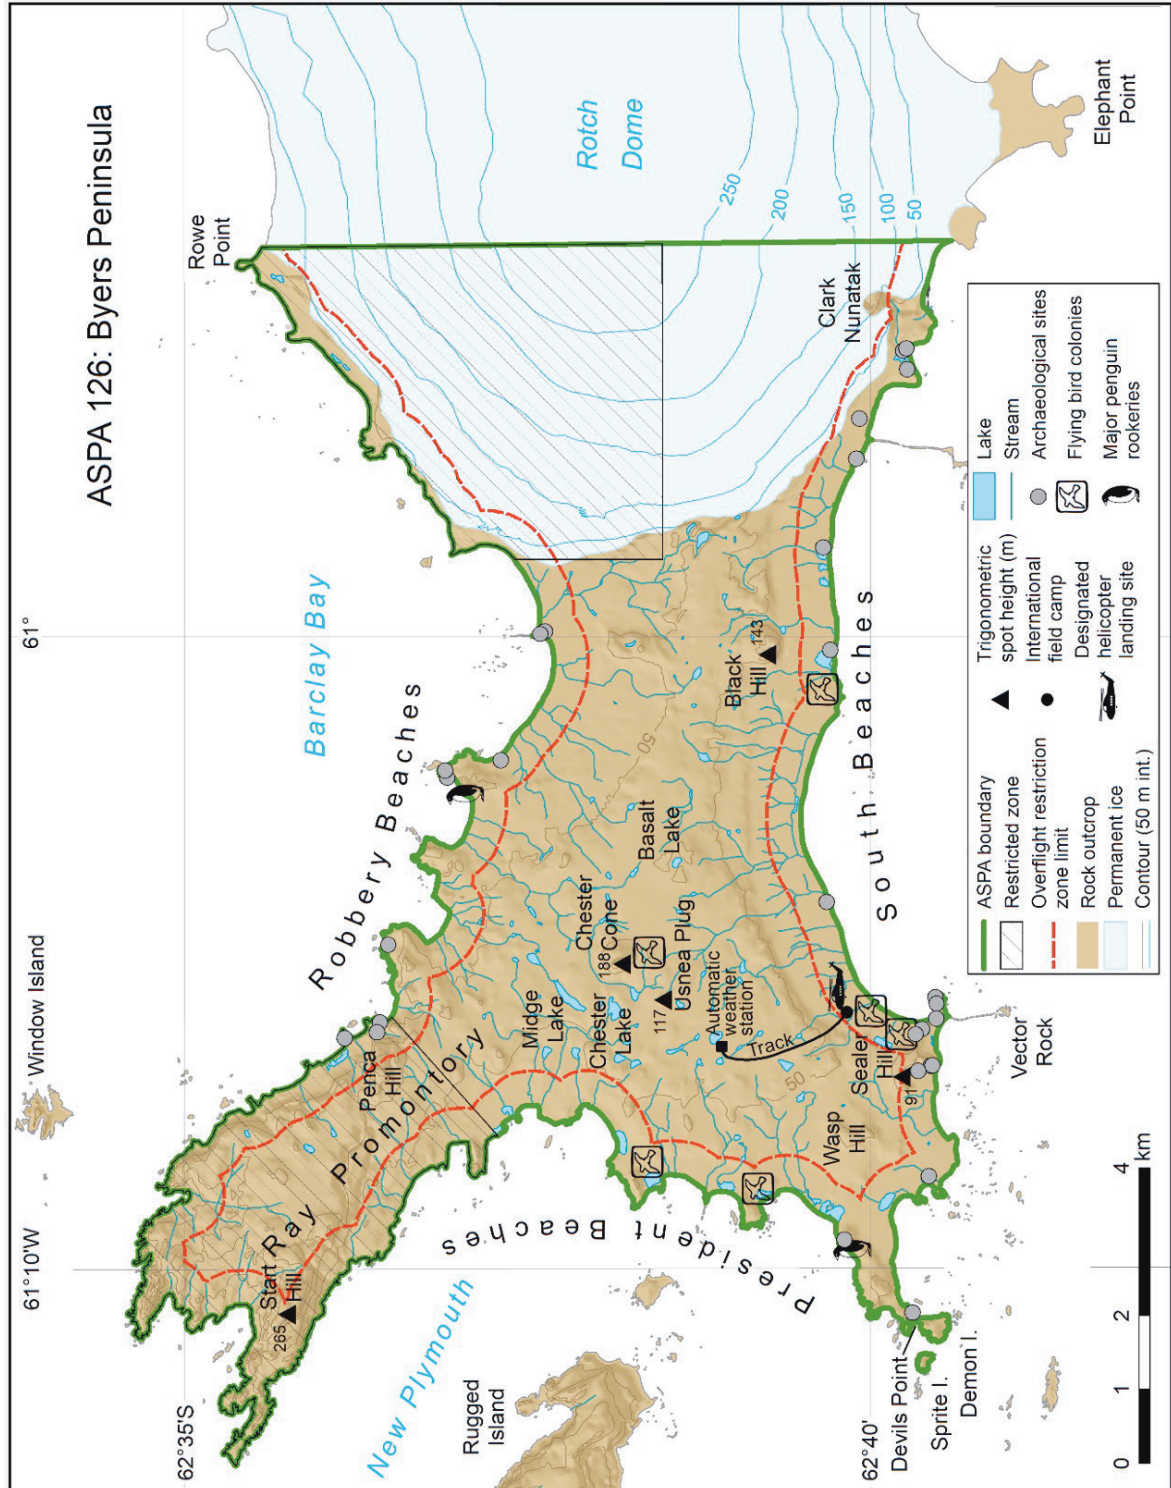 ASPA 126: Byers Peninsula
61°10'W
61°
62°35'S
62°40'
Window Island
Rowe
Point
Barclay Bay
Rotch
Dome
Robbery Beaches
Start
Hill
265
Ray Promontory
Penca
Hill
New Plymouth
Rugged
Island
President Beaches
Midge
Lake
Chester
Lake
Chester
Cone
188
117
Usnea Plug
Basalt
Lake
50
Automatic
weather
station
Track
50
Black
Hill
143
Clark
Nunatak
250
200
150
100
50
Elephant
Point
South Beaches
Wasp
Hill
Sealer
Hill
91
Vector
Rock
Devils Point
Sprite I.
Demon I.
0 1 2 4 km
ASPA boundary
Restricted zone
Overflight restriction
zone limit
Rock outcrop
Permanent ice
Contour (50 m int.)
Trigonometric
spot height (m)
International
field camp
Designated
helicopter
landing site
Lake
Stream
Archaeological sites
Flying bird colonies
Major penguin
rookeries